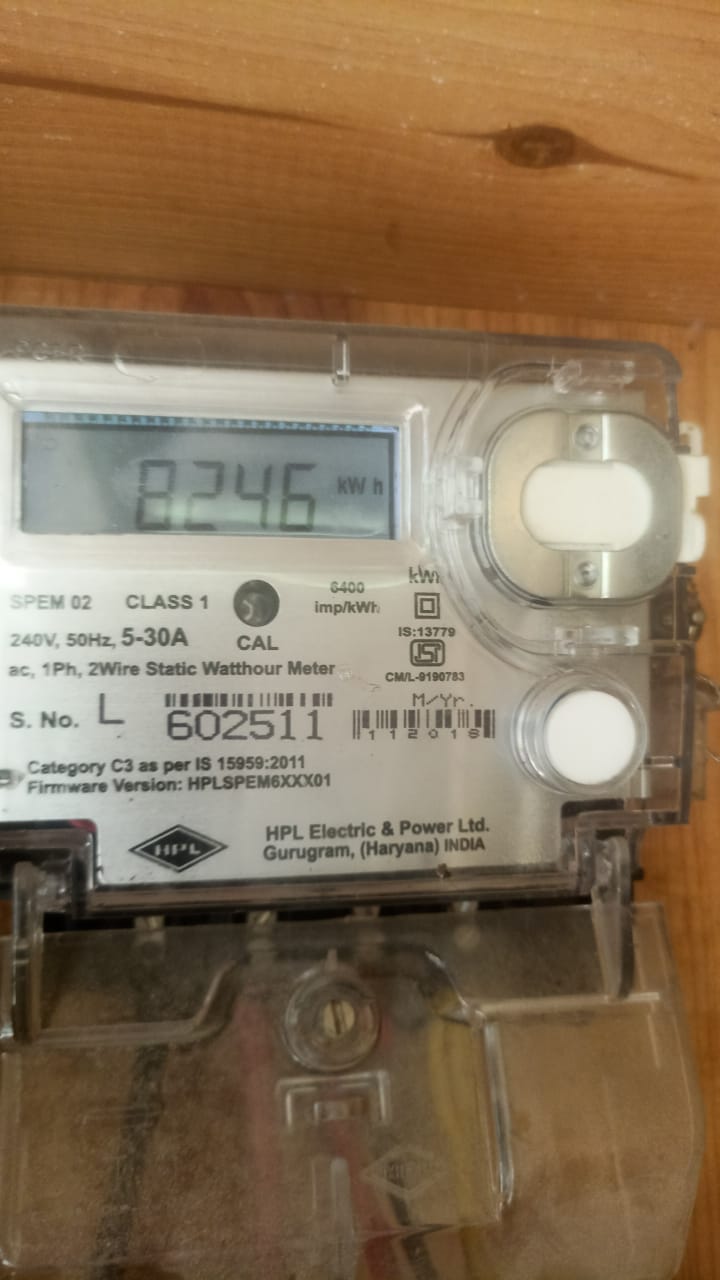 8246 kW h
SPEM 02 CLASS 1
6400
imp/kWh
kWh
240V, 50Hz, 5-30A
CAL
IS:13779
ISI
CM/L-9190783
ac, 1Ph, 2Wire Static Watthour Meter
S. No. L 602511
M/Yr.
112018
Category C3 as per IS 15959:2011
Firmware Version: HPLSPEM6XXX01
HPL
HPL Electric & Power Ltd.
Gurugram, (Haryana) INDIA